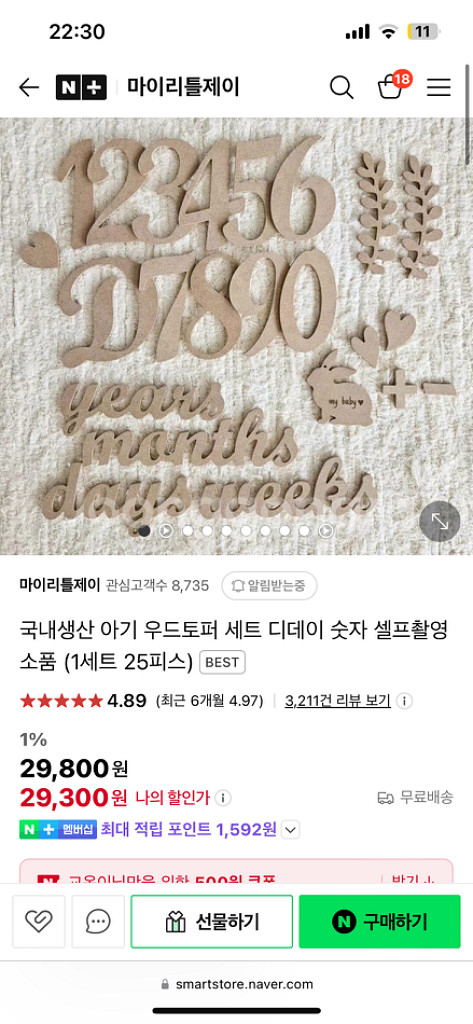 22:30
11
N+ 마이리틀제이
18
123456
D7890
my baby
+ -
years
months
days weeks
마이리틀제이 관심고객수 8,735 알림받는중
국내생산 아기 우드토퍼 세트 디데이 숫자 셀프촬영
소품 (1세트 25피스) BEST
★★★★★ 4.89 (최근 6개월 4.97) 3,211건 리뷰 보기
1%
29,800원
29,300원 나의 할인가
무료배송
N+ 멤버십 최대 적립 포인트 1,592원
500원 쿠폰
선물하기
N 구매하기
smartstore.naver.com